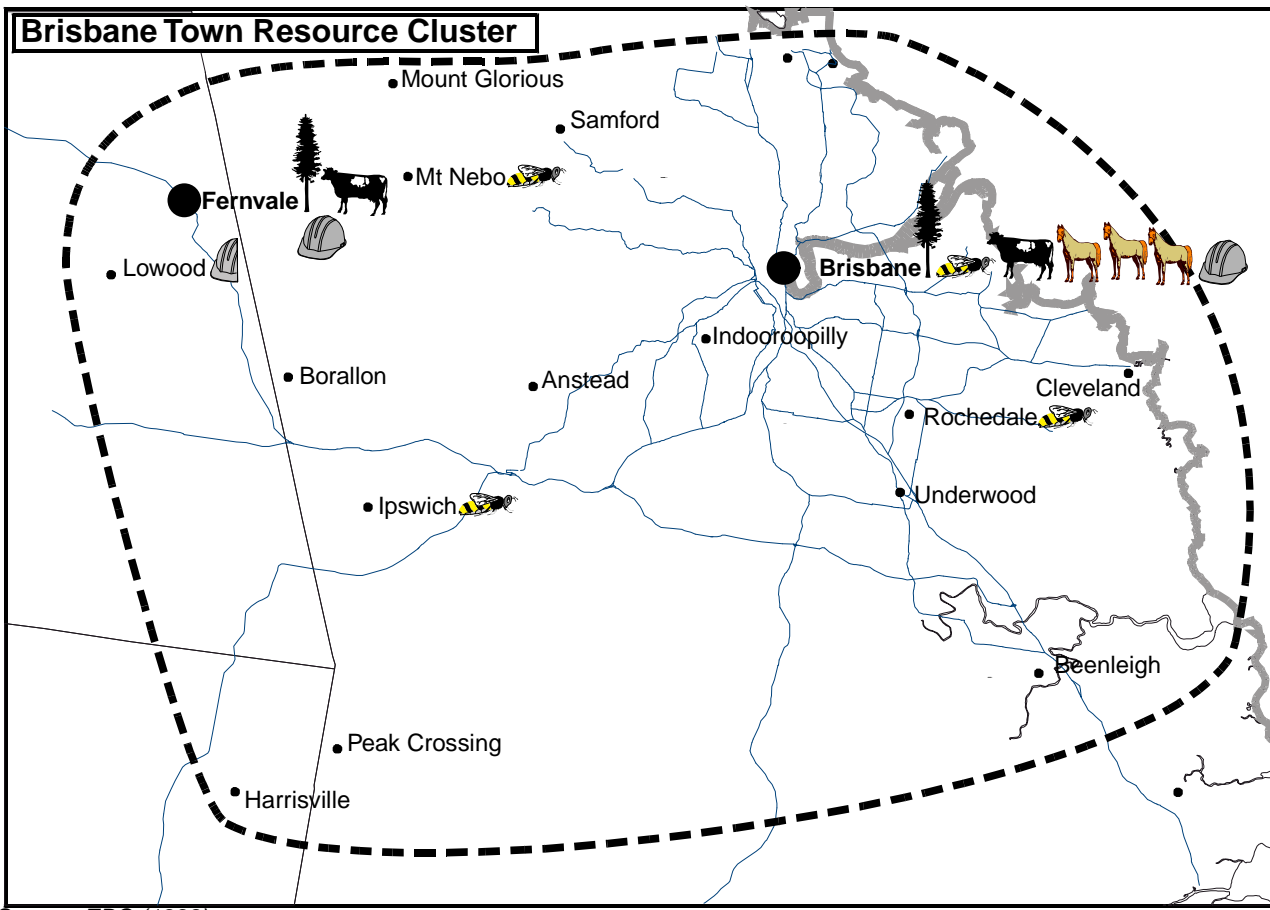 Brisbane Town Resource Cluster
Mount Glorious
Samford
Mt Nebo
Fernvale
Lowood
Brisbane
Indooroopilly
Borallon
Anstead
Cleveland
Rochedale
Ipswich
Underwood
Beenleigh
Peak Crossing
Harrisville